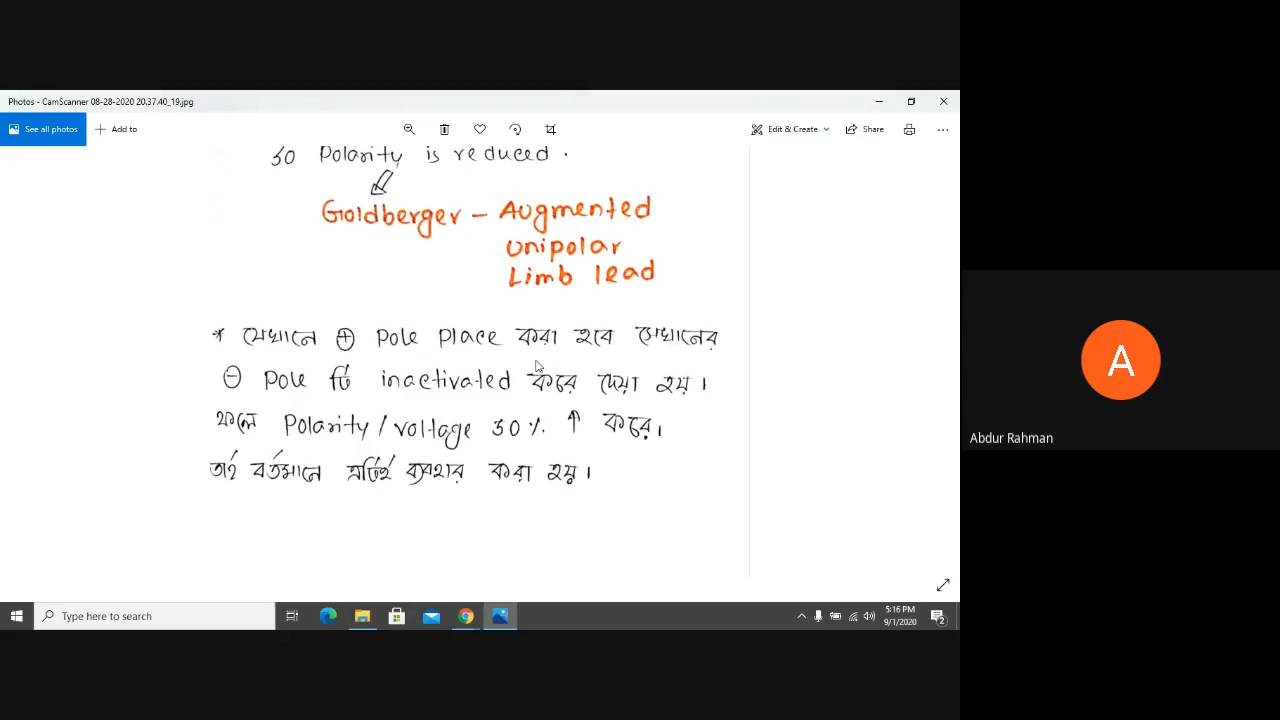 Photos - CamScanner 08-28-2020 20.37.40_19.jpg
See all photos
Add to
Edit & Create
Share
so Polarity is reduced .
Goldberger - Augmented
Unipolar
Limb lead
* যেখানে ⊕ Pole Place করা হবে সেখানের
⊖ Pole টি inactivated করে দেয়া হয় ।
ফলে Polarity / voltage 50 % ↑ করে ।
তাই বর্তমানে এটিই ব্যবহার করা হয় ।
A
Abdur Rahman
Type here to search
5:16 PM
9/1/2020
2